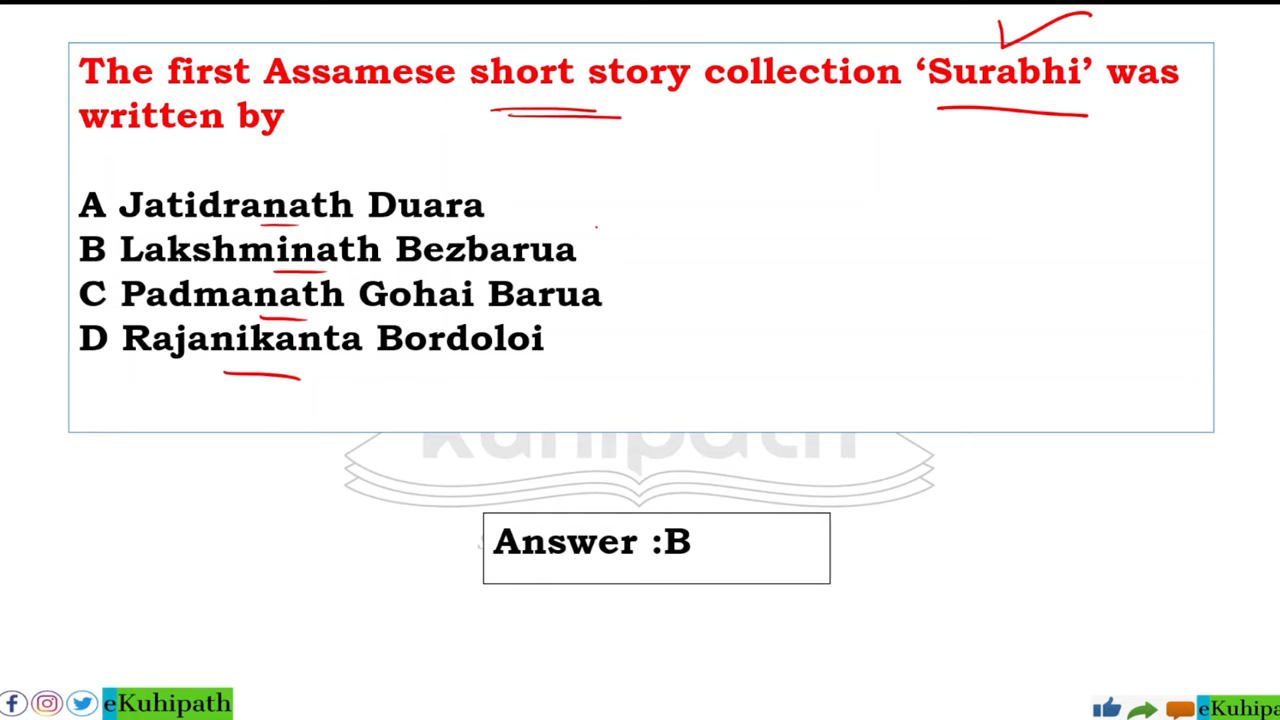 The first Assamese short story collection ‘Surabhi’ was
written by
A Jatidranath Duara
B Lakshminath Bezbarua
C Padmanath Gohai Barua
D Rajanikanta Bordoloi
kuhipath
Answer :B
eKuhipath
eKuhipa